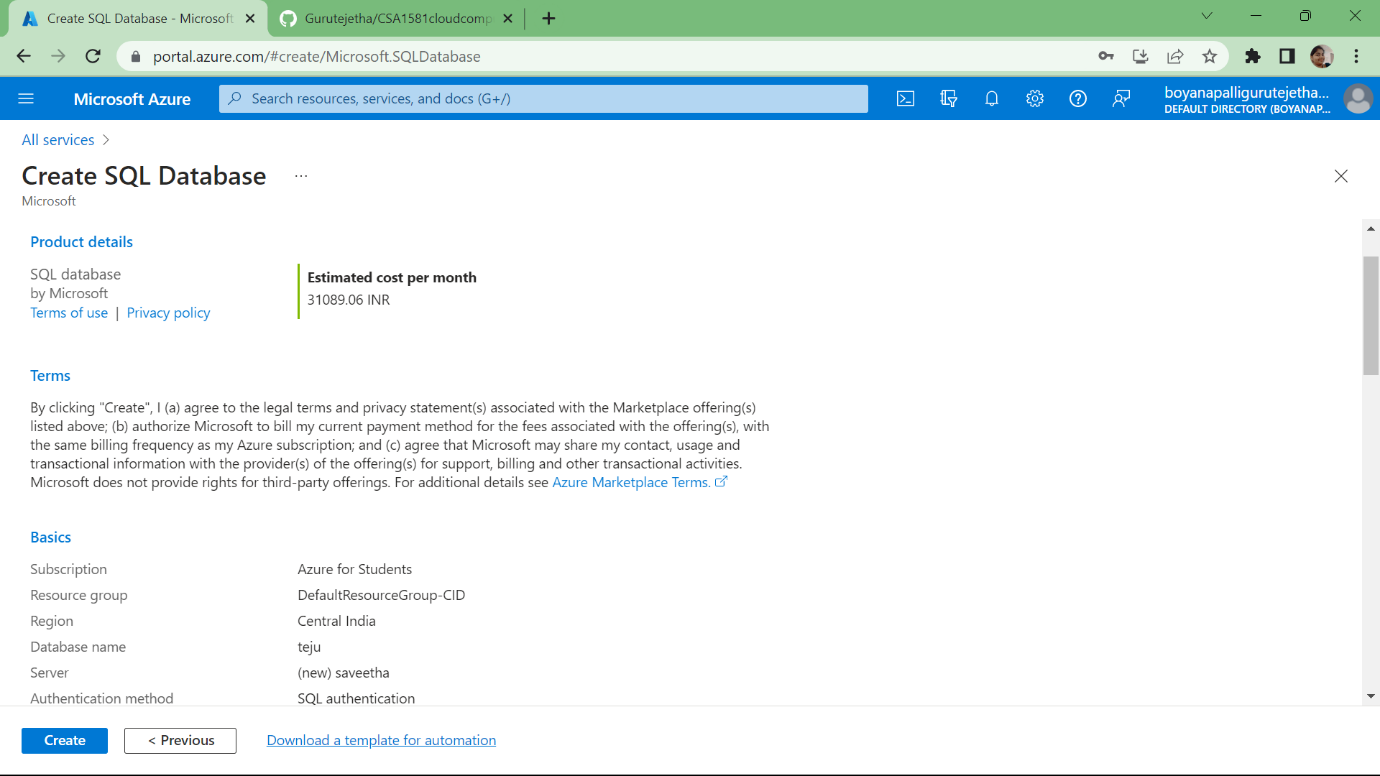 Create SQL Database - Microsoft
Gurutejetha/CSA1581cloudcomp
portal.azure.com/#create/Microsoft.SQLDatabase
Microsoft Azure
Search resources, services, and docs (G+/)
boyanapalligurutejetha...
DEFAULT DIRECTORY (BOYANAP...
All services >
Create SQL Database ...
Microsoft
Product details
SQL database
by Microsoft
Terms of use | Privacy policy
Estimated cost per month
31089.06 INR
Terms
By clicking "Create", I (a) agree to the legal terms and privacy statement(s) associated with the Marketplace offering(s)
listed above; (b) authorize Microsoft to bill my current payment method for the fees associated with the offering(s), with
the same billing frequency as my Azure subscription; and (c) agree that Microsoft may share my contact, usage and
transactional information with the provider(s) of the offering(s) for support, billing and other transactional activities.
Microsoft does not provide rights for third-party offerings. For additional details see Azure Marketplace Terms.
Basics
Subscription Azure for Students
Resource group DefaultResourceGroup-CID
Region Central India
Database name teju
Server (new) saveetha
Authentication method SQL authentication
Create < Previous Download a template for automation